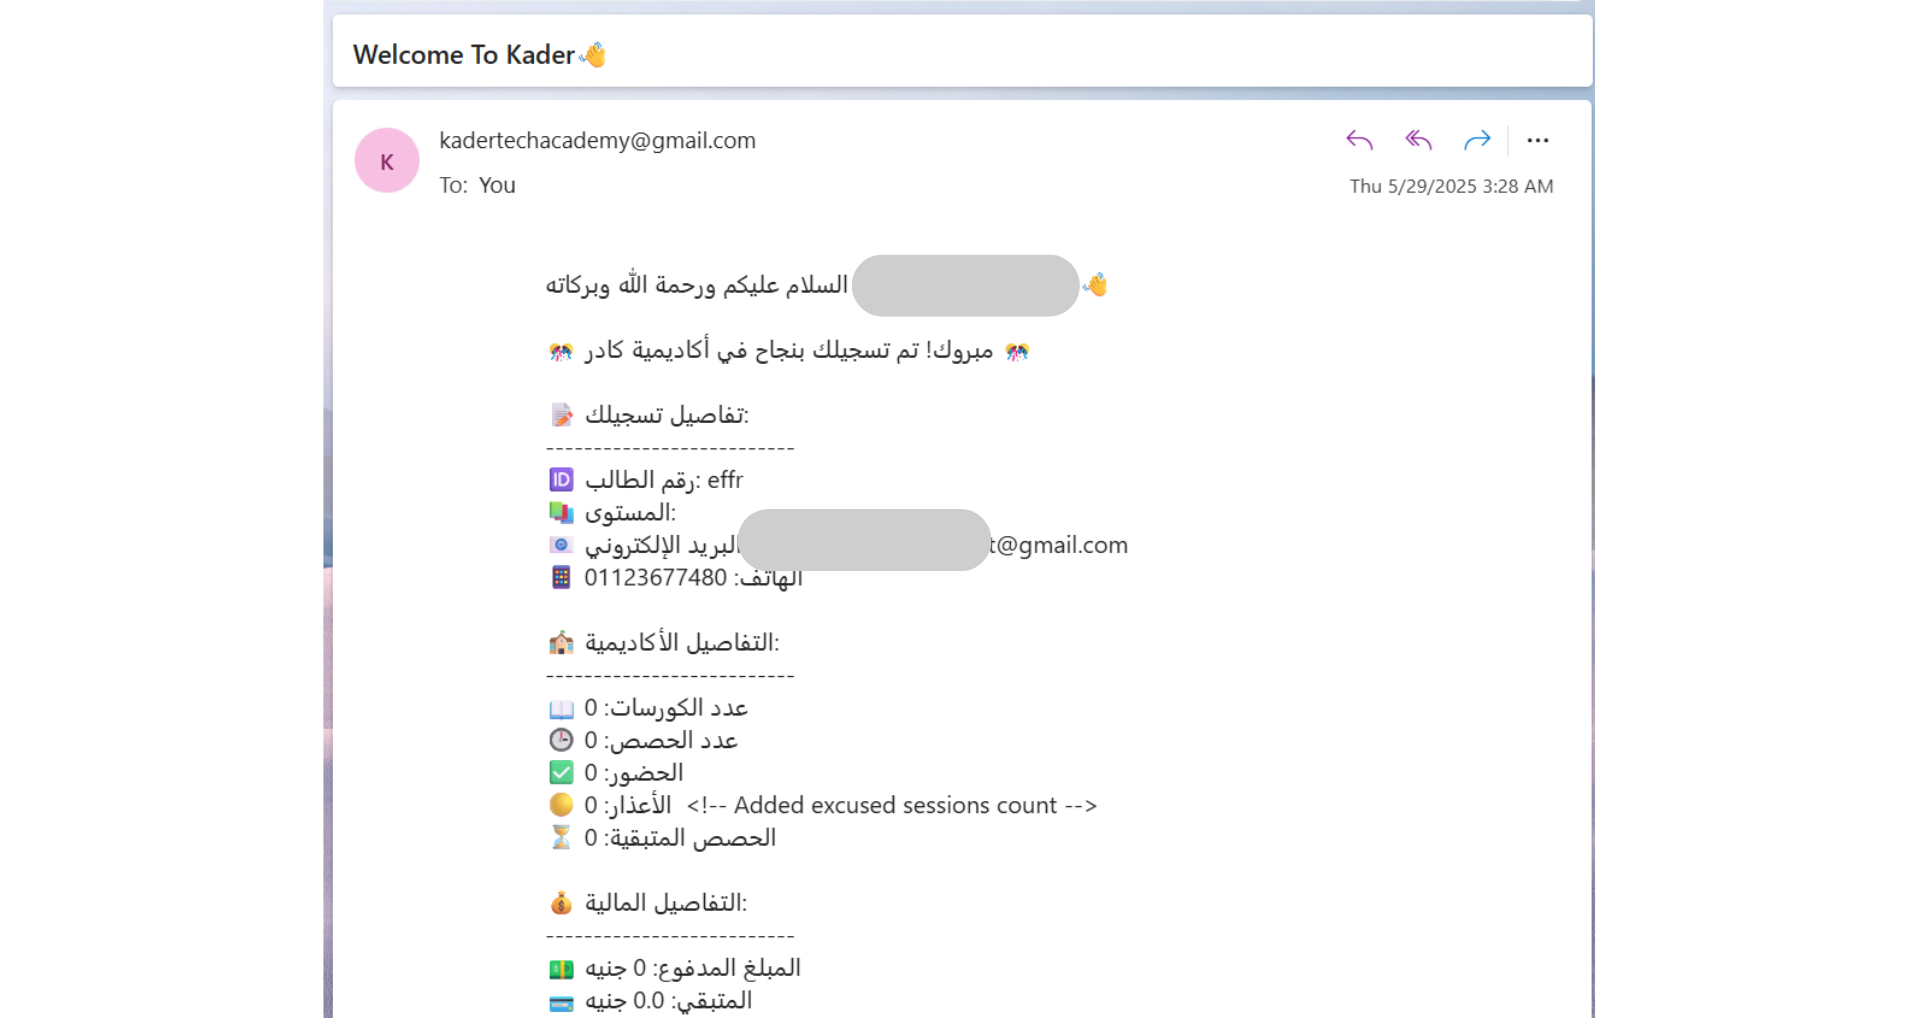 Welcome To Kader👋
K
kadertechacademy@gmail.com
To: You
Thu 5/29/2025 3:28 AM
السلام عليكم ورحمة الله وبركاته 👋
🎊 مبروك! تم تسجيلك بنجاح في أكاديمية كادر 🎊
📝 تفاصيل تسجيلك:
--------------------------
🆔 رقم الطالب: effr
📚 المستوى:
📧 البريد الإلكتروني t@gmail.com
📱 الهاتف: 01123677480
🏫 التفاصيل الأكاديمية:
--------------------------
📖 عدد الكورسات: 0
🕒 عدد الحصص: 0
✅ الحضور: 0
🟡 الأعذار: 0 <!-- Added excused sessions count -->
⏳ الحصص المتبقية: 0
💰 التفاصيل المالية:
--------------------------
💵 المبلغ المدفوع: 0 جنيه
💳 المتبقي: 0.0 جنيه